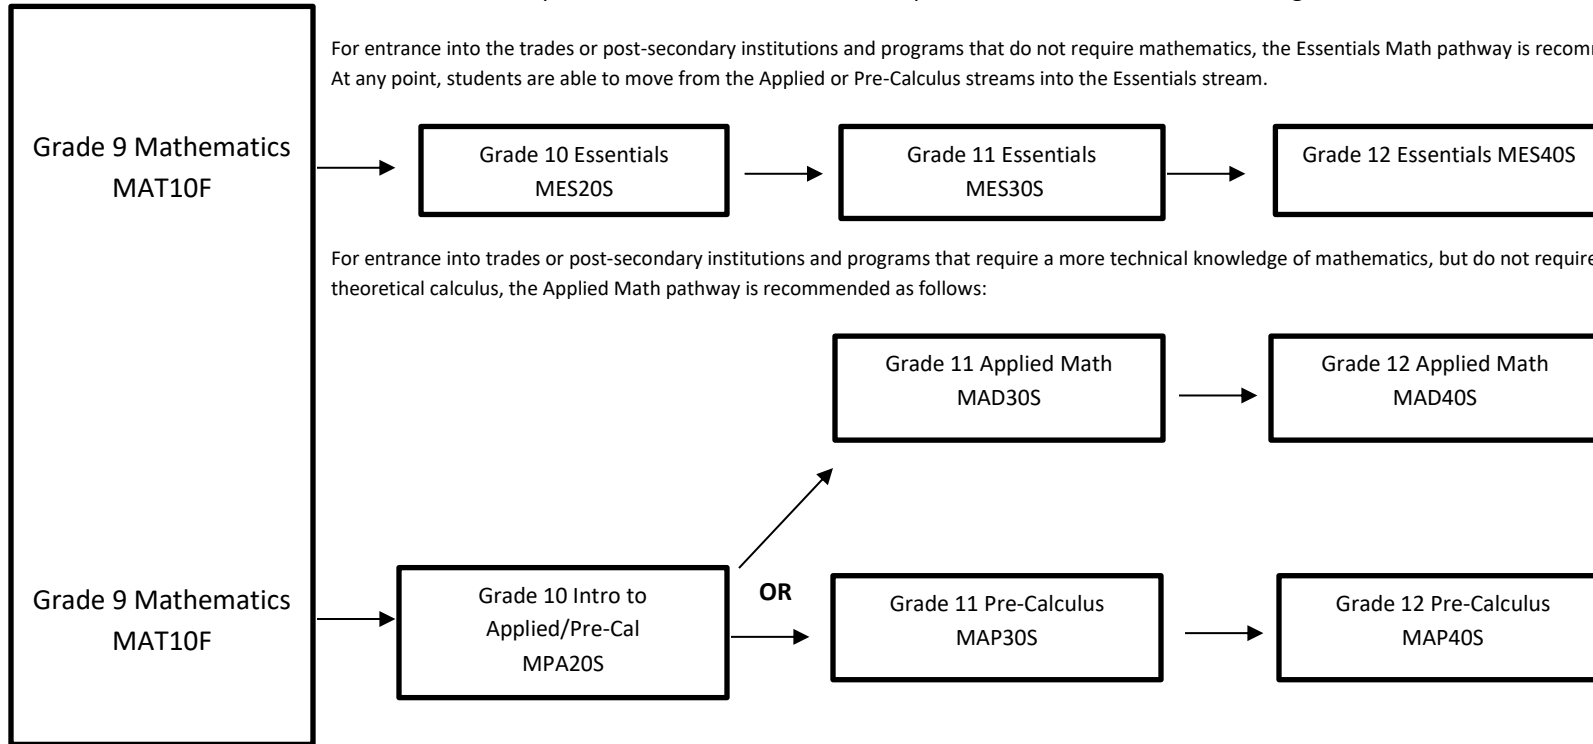 For entrance into the trades or post-secondary institutions and programs that do not require mathematics, the Essentials Math pathway is
At any point, students are able to move from the Applied or Pre-Calculus streams into the Essentials stream.
Grade 9 Mathematics
MAT10F
Grade 10 Essentials
MES20S
Grade 11 Essentials
MES30S
Grade 12 Essentials MES40S
For entrance into trades or post-secondary institutions and programs that require a more technical knowledge of mathematics, but do not require
theoretical calculus, the Applied Math pathway is recommended as follows:
Grade 11 Applied Math
MAD30S
Grade 12 Applied Math
MAD40S
Grade 9 Mathematics
MAT10F
Grade 10 Intro to
Applied/Pre-Cal
MPA20S
OR
Grade 11 Pre-Calculus
MAP30S
Grade 12 Pre-Calculus
MAP40S